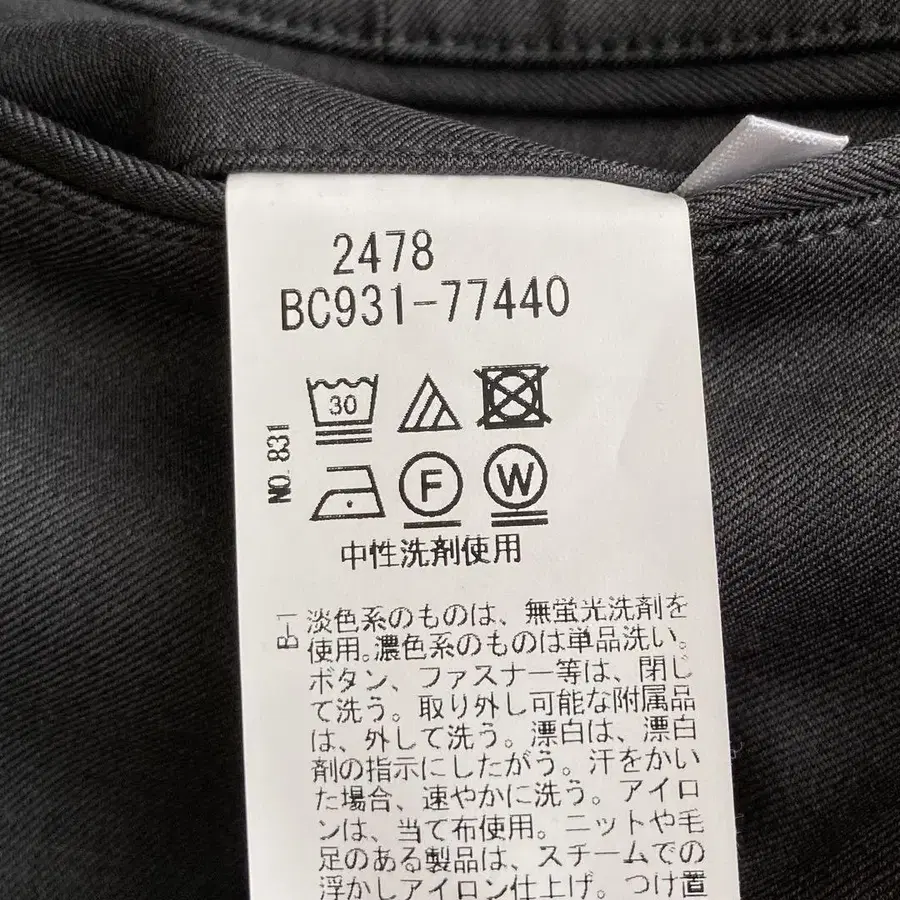 2478
BC931-77440
NO.831
30
F
W
中性洗剤使用
B-1
淡色系のものは、無蛍光洗剤を
使用。濃色系のものは単品洗い。
ボタン、ファスナー等は、閉じ
て洗う。取り外し可能な附属品
は、外して洗う。漂白は、漂白
剤の指示にしたがう。汗をかい
た場合、速やかに洗う。アイロ
ンは、当て布使用。ニットや毛
足のある製品は、スチームでの
浮かしアイロン仕上げ。つけ置